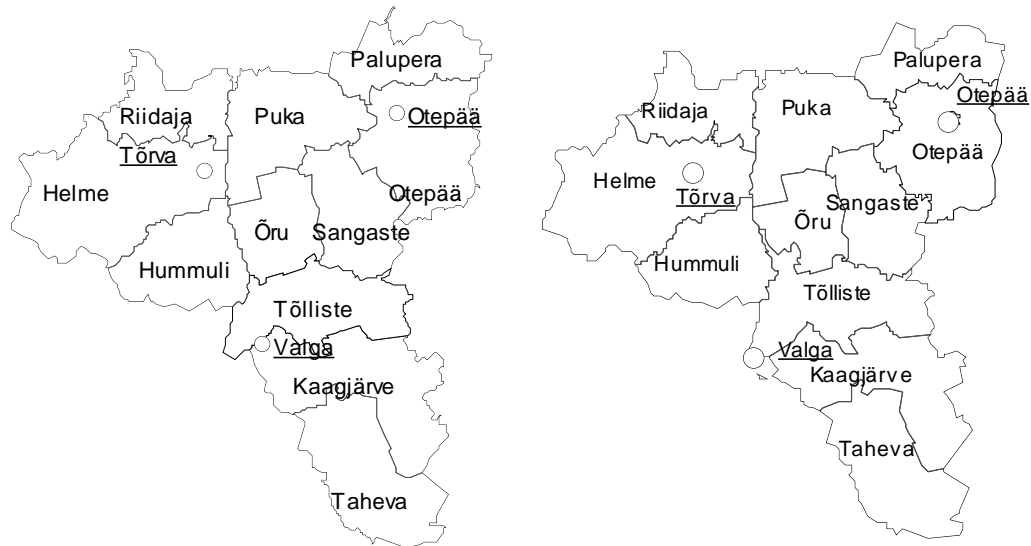 Palupera
Riidaja
Puka
Otepää
Tõrva
Helme
Otepää
Õru
Sangaste
Hummuli
Tõlliste
Valga
Kaagjärve
Taheva
Palupera
Otepää
Riidaja
Puka
Otepää
Helme
Tõrva
Sangaste
Õru
Hummuli
Tõlliste
Valga
Kaagjärve
Taheva